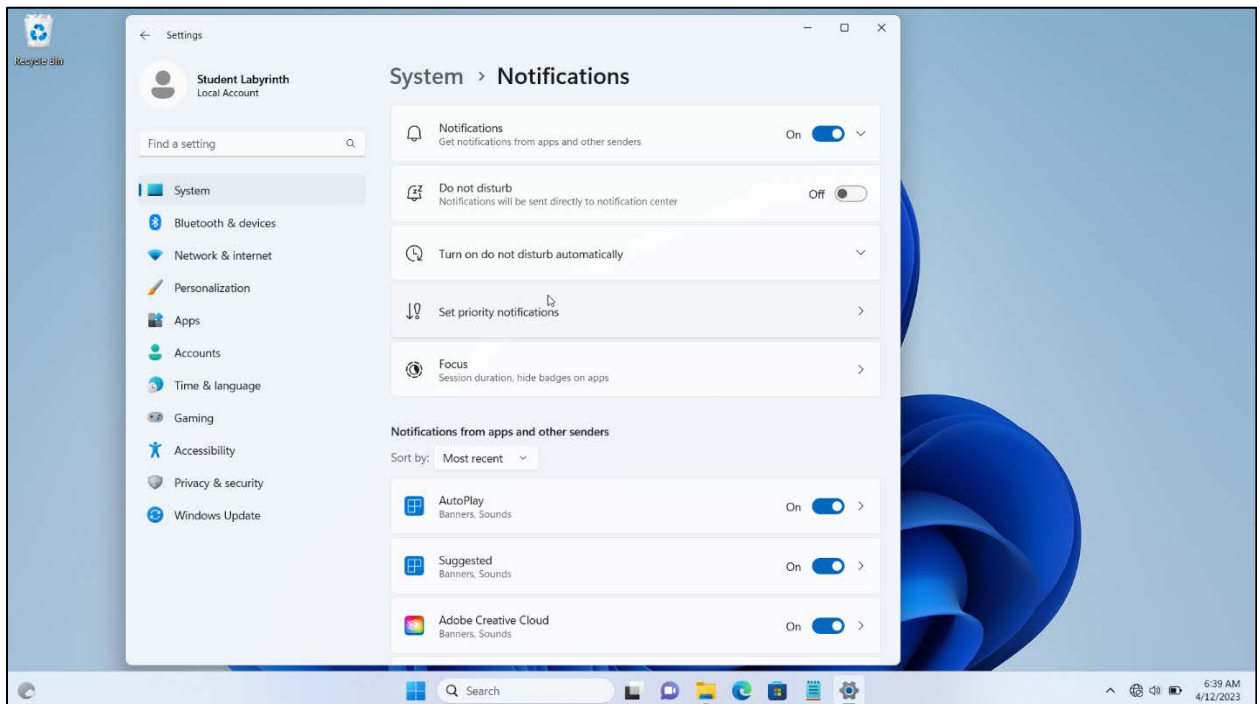 Recycle Bin
Settings
Student Labyrinth
Local Account
Find a setting
System
Bluetooth & devices
Network & internet
Personalization
Apps
Accounts
Time & language
Gaming
Accessibility
Privacy & security
Windows Update
System > Notifications
Notifications
Get notifications from apps and other senders
On
Do not disturb
Notifications will be sent directly to notification center
Off
Turn on do not disturb automatically
Set priority notifications
Focus
Session duration, hide badges on apps
Notifications from apps and other senders
Sort by: Most recent
AutoPlay
Banners, Sounds
On
Suggested
Banners, Sounds
On
Adobe Creative Cloud
Banners, Sounds
On
Search
6:39 AM
4/12/2023